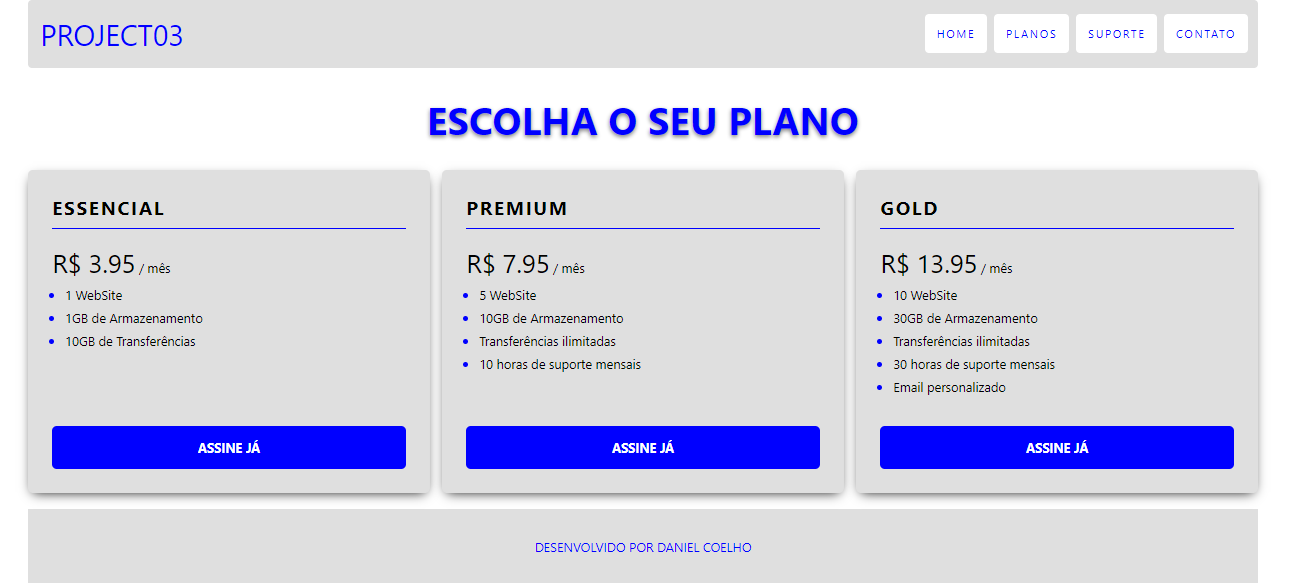 PROJECT03
HOME PLANOS SUPORTE CONTATO
ESCOLHA O SEU PLANO
ESSENCIAL
R$ 3.95 / mês
1 WebSite
1GB de Armazenamento
10GB de Transferências
ASSINE JÁ
PREMIUM
R$ 7.95 / mês
5 WebSite
10GB de Armazenamento
Transferências ilimitadas
10 horas de suporte mensais
ASSINE JÁ
GOLD
R$ 13.95 / mês
10 WebSite
30GB de Armazenamento
Transferências ilimitadas
30 horas de suporte mensais
Email personalizado
ASSINE JÁ
DESENVOLVIDO POR DANIEL COELHO